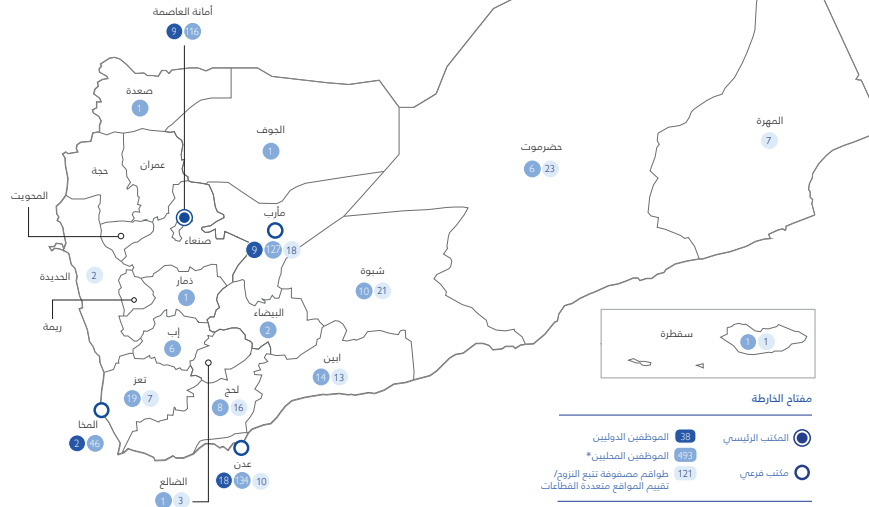 أمانة العاصمة
9 116
صعدة
1
الجوف
1
المهرة
7
حضرموت
6 23
عمران
حجة
المحويت
صنعاء
مأرب
9 127 18
الحديدة
2
ذمار
1
شبوة
10 21
ريمة
البيضاء
2
إب
6
سقطرة
1 1
ابين
14 13
تعز
19 7
لحج
8 16
المخا
2 46
عدن
18 134 10
الضالع
1 3
مفتاح الخارطة
المكتب الرئيسي
مكتب فرعي
38 الموظفين الدوليين
493 الموظفين المحليين*
121 طواقم مصفوفة تتبع النزوح/
تقييم المواقع متعددة القطاعات